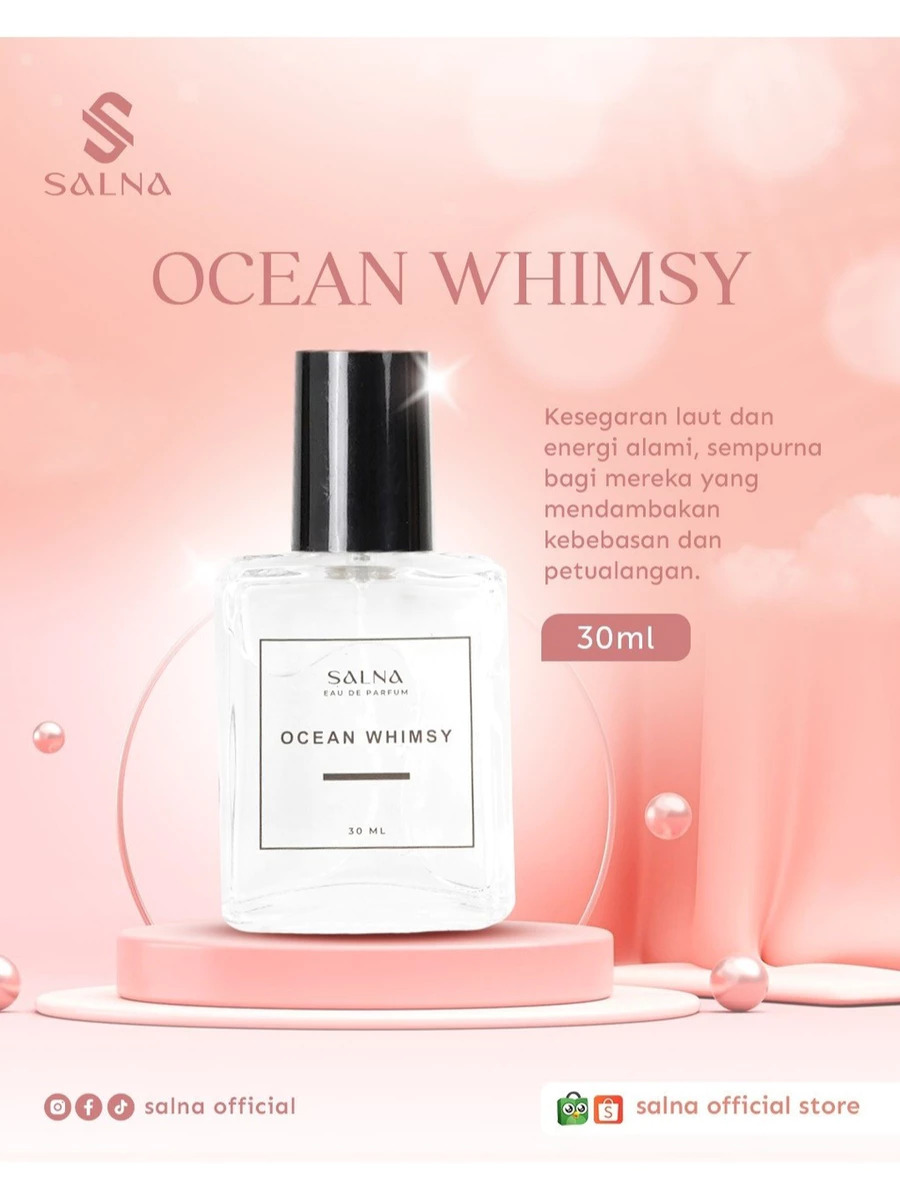 SALNA
OCEAN WHIMSY
Kesegaran laut dan
energi alami, sempurna
bagi mereka yang
mendambakan
kebebasan dan
petualangan.
30ml
SALNA
EAU DE PARFUM
OCEAN WHIMSY
30 ML
salna official
salna official store